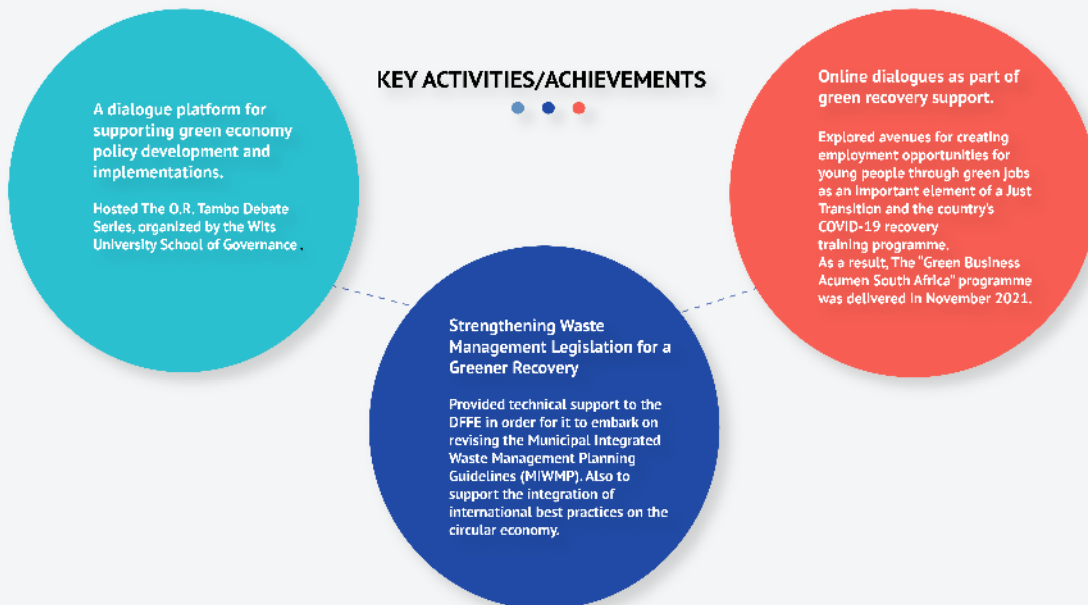 KEY ACTIVITIES/ACHIEVEMENTS
A dialogue platform for
supporting green economy
policy development and
implementations.
Hosted The O.R. Tambo Debate
Series, organized by the Wits
University School of Governance .
Strengthening Waste
Management Legislation for a
Greener Recovery
Provided technical support to the
DFFE in order for it to embark on
revising the Municipal Integrated
Waste Management Planning
Guidelines (MIWMP). Also to
support the integration of
international best practices on the
circular economy.
Online dialogues as part of
green recovery support.
Explored avenues for creating
employment opportunities for
young people through green jobs
as an important element of a Just
Transition and the country's
COVID-19 recovery
training programme.
As a result, The "Green Business
Acumen South Africa" programme
was delivered in November 2021.